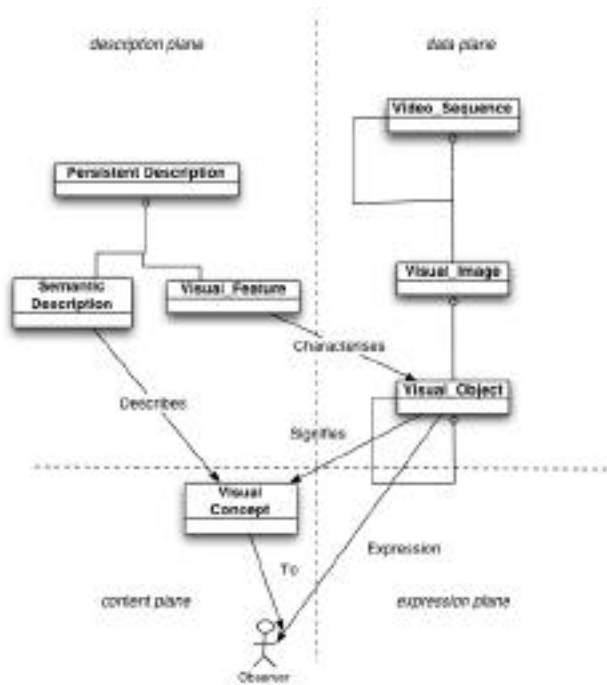 description plane
data plane
Video_Sequence
Persistent Description
Visual_Image
Semantic
Description
Visual_Feature
Characterises
Visual_Object
Describes
Signifies
Visual
Concept
Expression
To
content plane
expression plane
Observer